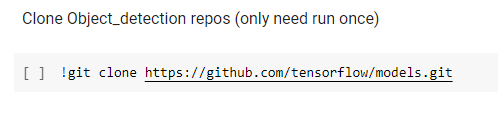 Clone Object_detection repos (only need run once)
[ ] !git clone https://github.com/tensorflow/models.git